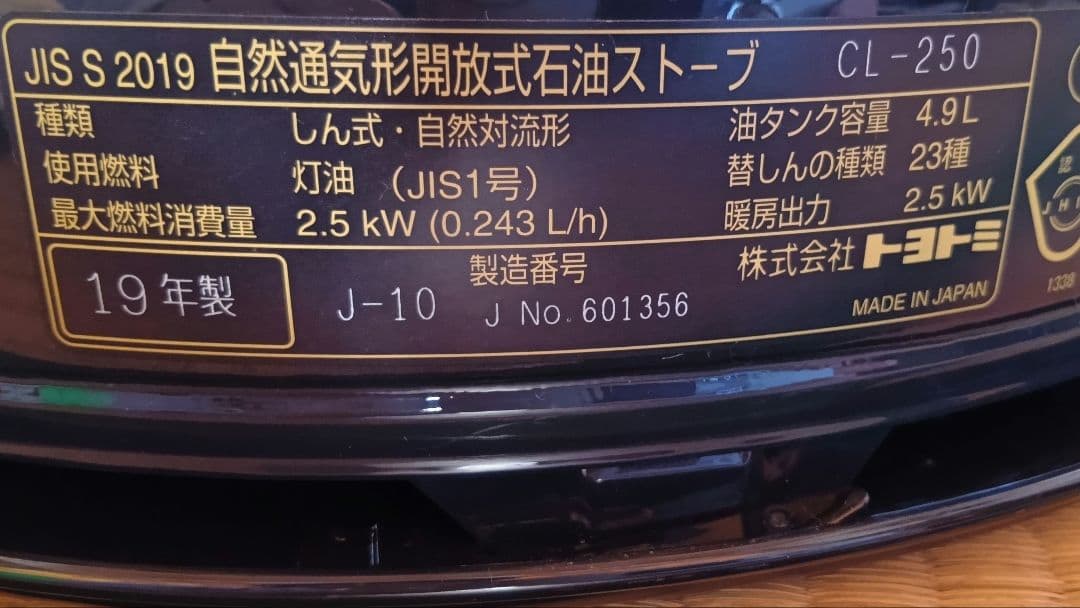 JIS S 2019 自然通気形開放式石油ストーブ CL-250
種類 しん式・自然対流形 油タンク容量 4.9L
使用燃料 灯油 (JIS1号) 替しんの種類 23種
最大燃料消費量 2.5 kW (0.243 L/h) 暖房出力 2.5 kW
19年製 J-10 製造番号 J No. 601356 株式会社 トヨトミ
MADE IN JAPAN
認
JHI
1338